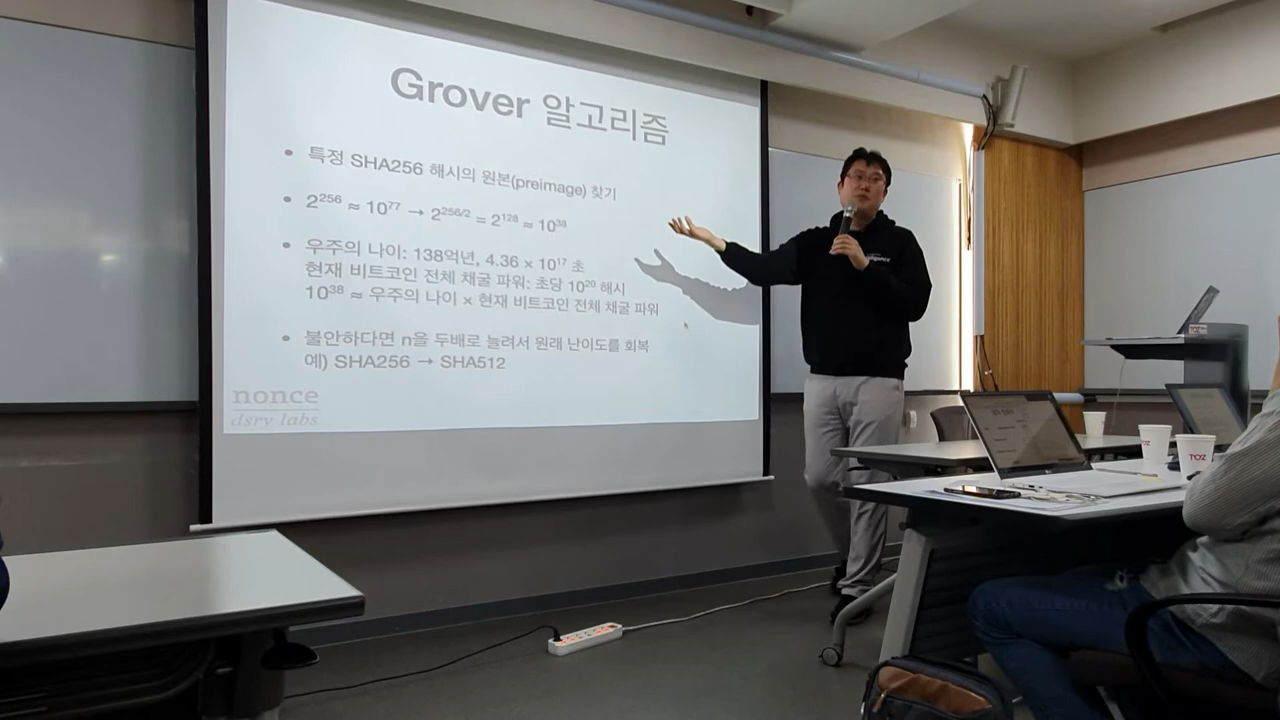 Grover 알고리즘
• 특정 SHA256 해시의 원본(preimage) 찾기
• 2²⁵⁶ ≈ 10⁷⁷ → 2²⁵⁶ᐟ² = 2¹²⁸ ≈ 10³⁸
• 우주의 나이: 138억년, 4.36 × 10¹⁷ 초
현재 비트코인 전체 채굴 파워: 초당 10²⁰ 해시
10³⁸ ≈ 우주의 나이 × 현재 비트코인 전체 채굴 파워
• 불안하다면 n을 두배로 늘려서 원래 난이도를 회복
예) SHA256 → SHA512
nonce
dsrv labs
TOZ